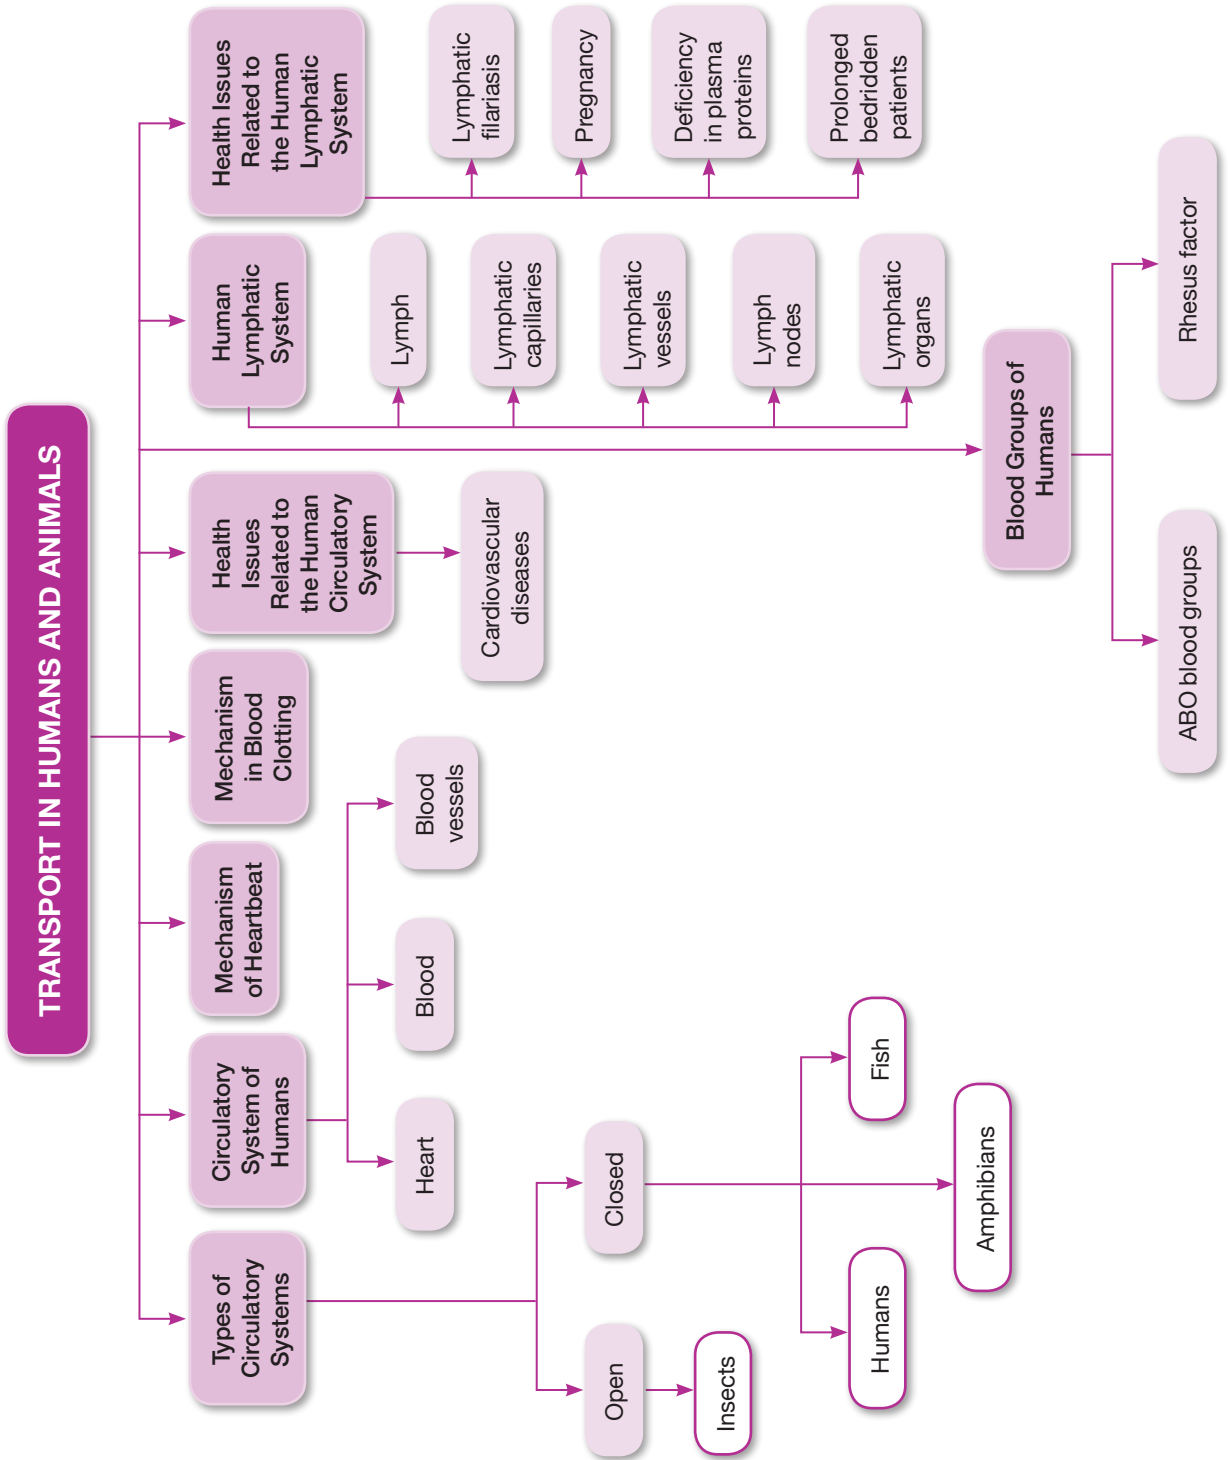 TRANSPORT IN HUMANS AND ANIMALS
Types of
Circulatory
Systems
Open
Insects
Closed
Humans
Amphibians
Fish
Circulatory
System of
Humans
Heart
Blood
Blood
vessels
Mechanism
of Heartbeat
Mechanism
in Blood
Clotting
Health
Issues
Related to
the Human
Circulatory
System
Cardiovascular
diseases
Blood Groups of
Humans
ABO blood groups
Rhesus factor
Human
Lymphatic
System
Lymph
Lymphatic
capillaries
Lymphatic
vessels
Lymph
nodes
Lymphatic
organs
Health Issues
Related to
the Human
Lymphatic
System
Lymphatic
filariasis
Pregnancy
Deficiency
in plasma
proteins
Prolonged
bedridden
patients